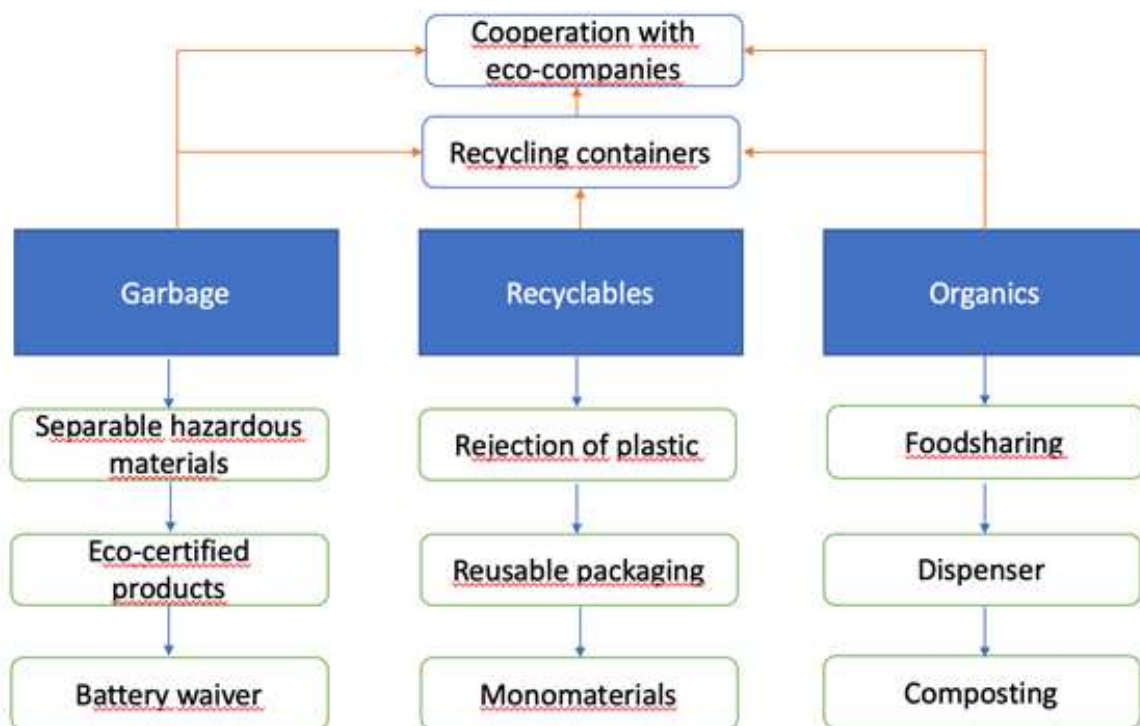 Cooperation with
eco-companies
Recycling containers
Garbage
Recyclables
Organics
Separable hazardous
materials
Rejection of plastic
Foodsharing
Eco-certified
products
Reusable packaging
Dispenser
Battery waiver
Monomaterials
Composting